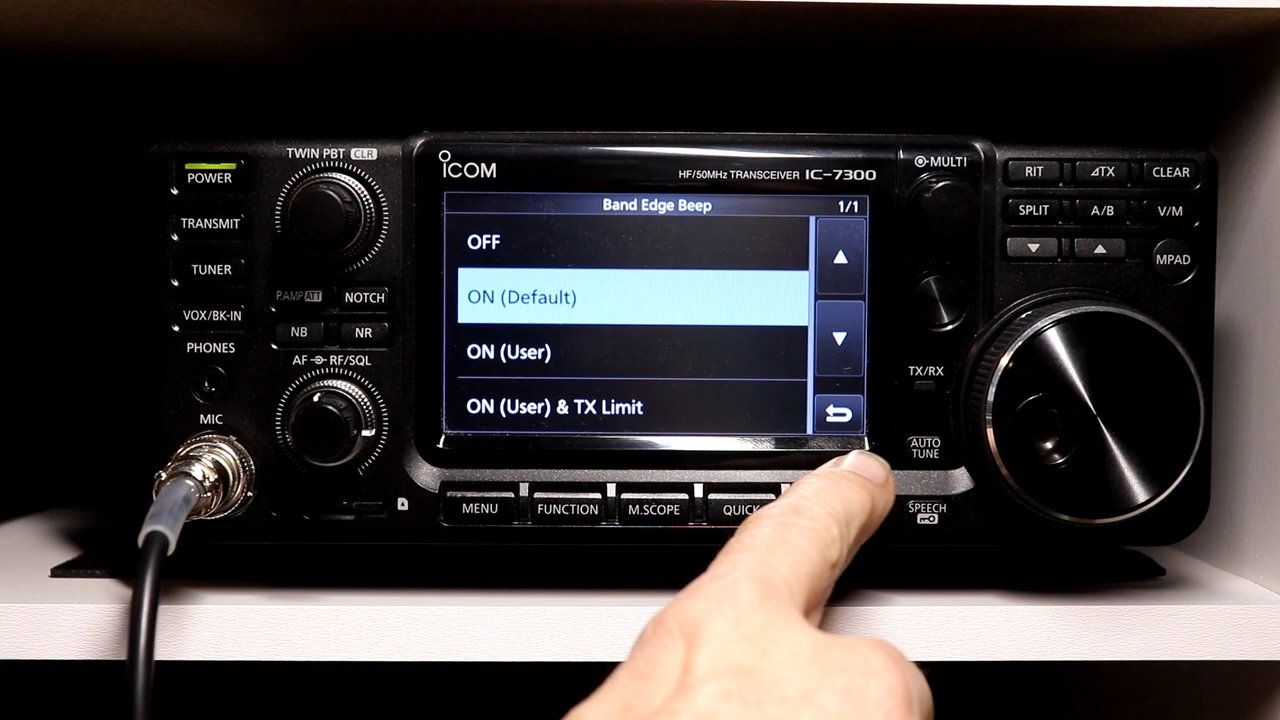 POWER
TRANSMIT
TUNER
VOX/BK-IN
PHONES
MIC
TWIN PBT CLR
P.AMP ATT
NOTCH
NB
NR
AF RF/SQL
ICOM
HF/50MHz TRANSCEIVER IC-7300
Band Edge Beep 1/1
OFF
ON (Default)
ON (User)
ON (User) & TX Limit
MENU
FUNCTION
M.SCOPE
QUICK
MULTI
TX/RX
AUTO
TUNE
SPEECH
RIT
⊿TX
CLEAR
SPLIT
A/B
V/M
MPAD